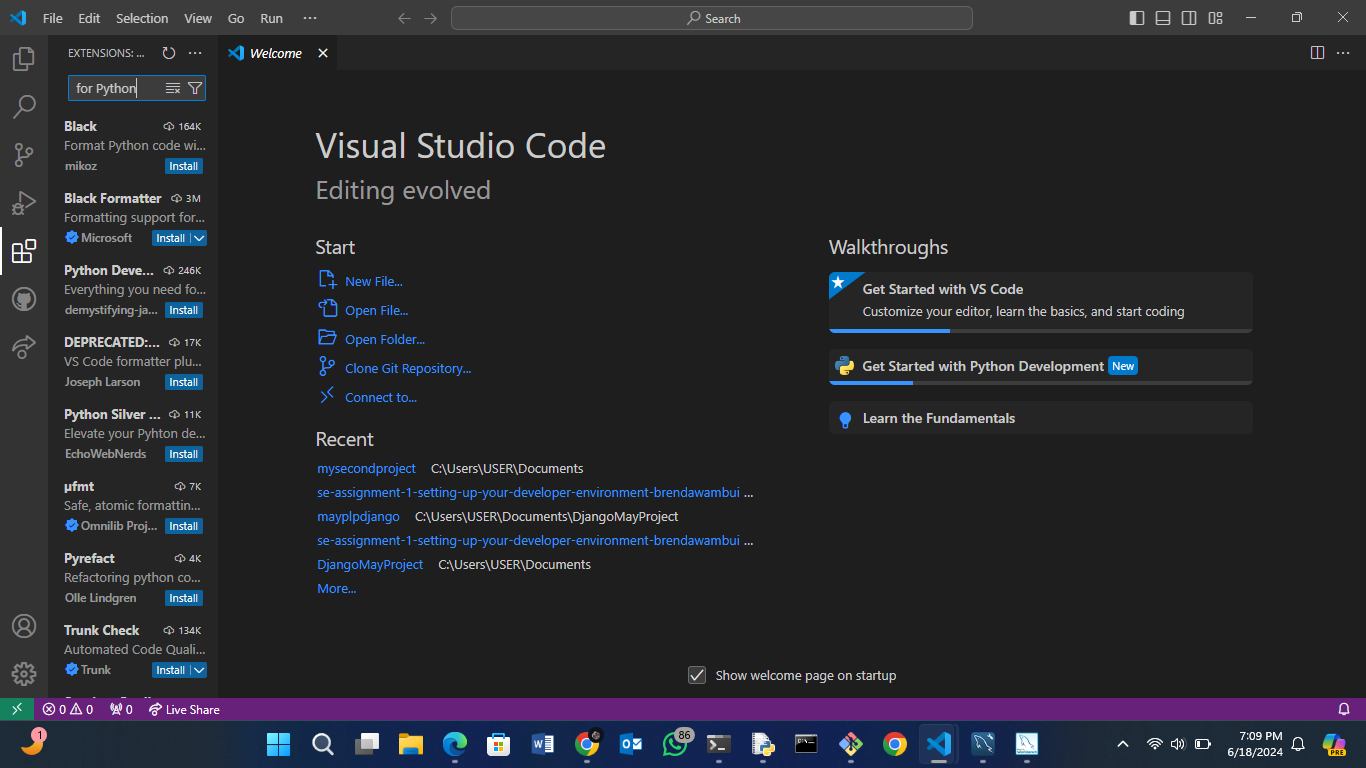 File Edit Selection View Go Run ···
Search
EXTENSIONS: ... ···
Welcome
for Python
Black 164K
Format Python code wi...
mikoz Install
Black Formatter 3M
Formatting support for...
Microsoft Install
Python Deve... 246K
Everything you need fo...
demystifying-ja... Install
DEPRECATED:... 17K
VS Code formatter plu...
Joseph Larson Install
Python Silver ... 11K
Elevate your Pyhton de...
EchoWebNerds Install
µfmt 7K
Safe, atomic formattin...
Omnilib Proj... Install
Pyrefact 4K
Refactoring python co...
Olle Lindgren Install
Trunk Check 134K
Automated Code Quali...
Trunk Install
Visual Studio Code
Editing evolved
Start
New File...
Open File...
Open Folder...
Clone Git Repository...
Connect to...
Recent
mysecondproject C:\Users\USER\Documents
se-assignment-1-setting-up-your-developer-environment-brendawambui ...
mayplpdjango C:\Users\USER\Documents\DjangoMayProject
se-assignment-1-setting-up-your-developer-environment-brendawambui ...
DjangoMayProject C:\Users\USER\Documents
More...
Walkthroughs
Get Started with VS Code
Customize your editor, learn the basics, and start coding
Get Started with Python Development New
Learn the Fundamentals
Show welcome page on startup
0 0 0 Live Share
1
86
7:09 PM
6/18/2024
PRE